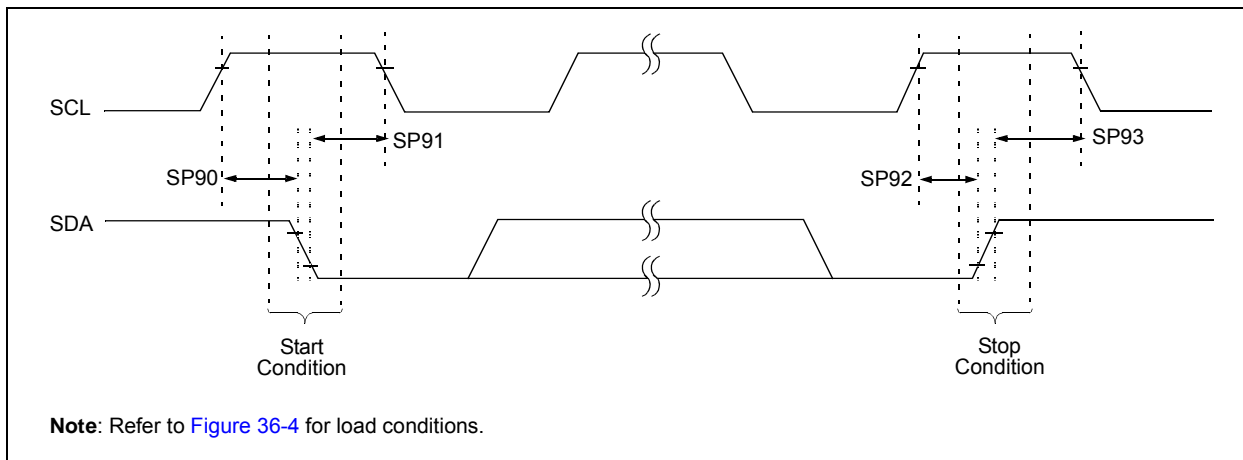 SCL
SP91
SP93
SP90
SP92
SDA
Start
Condition
Stop
Condition
Note: Refer to Figure 36-4 for load conditions.